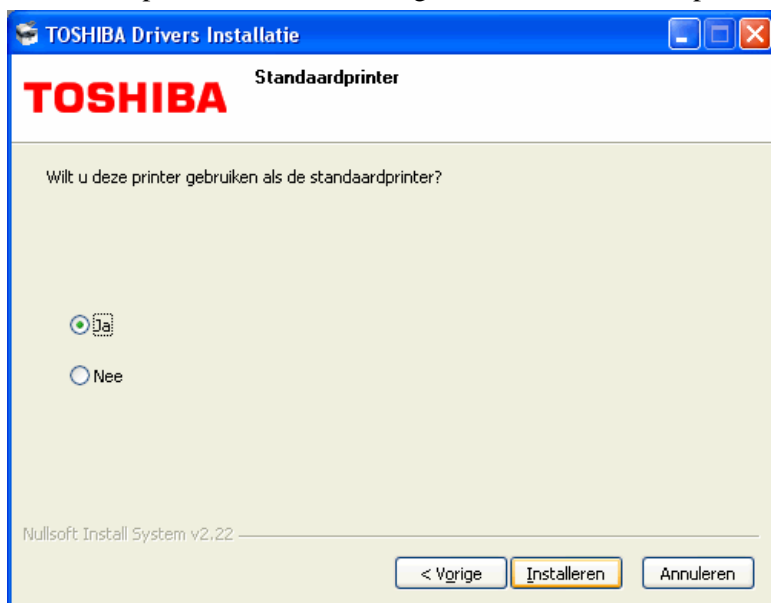 TOSHIBA Drivers Installatie
TOSHIBA
Standaardprinter
Wilt u deze printer gebruiken als de standaardprinter?
Ja
Nee
Nullsoft Install System v2.22
< Vorige
Installeren
Annuleren